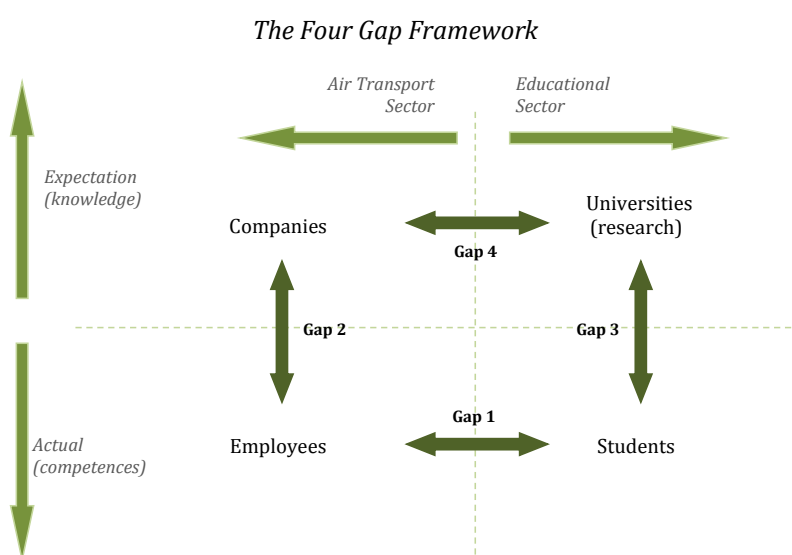 The Four Gap Framework
Air Transport
Sector
Educational
Sector
Expectation
(knowledge)
Companies
Universities
(research)
Gap 4
Gap 2
Gap 3
Gap 1
Employees
Students
Actual
(competences)